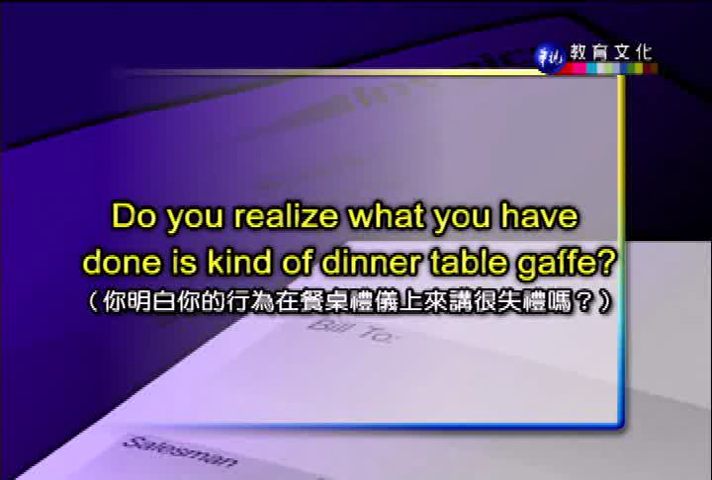 教育文化
Invoice
Do you realize what you have
done is kind of dinner table gaffe?
（你明白你的行為在餐桌禮儀上來講很失禮嗎？）
Bill To:
Salesman